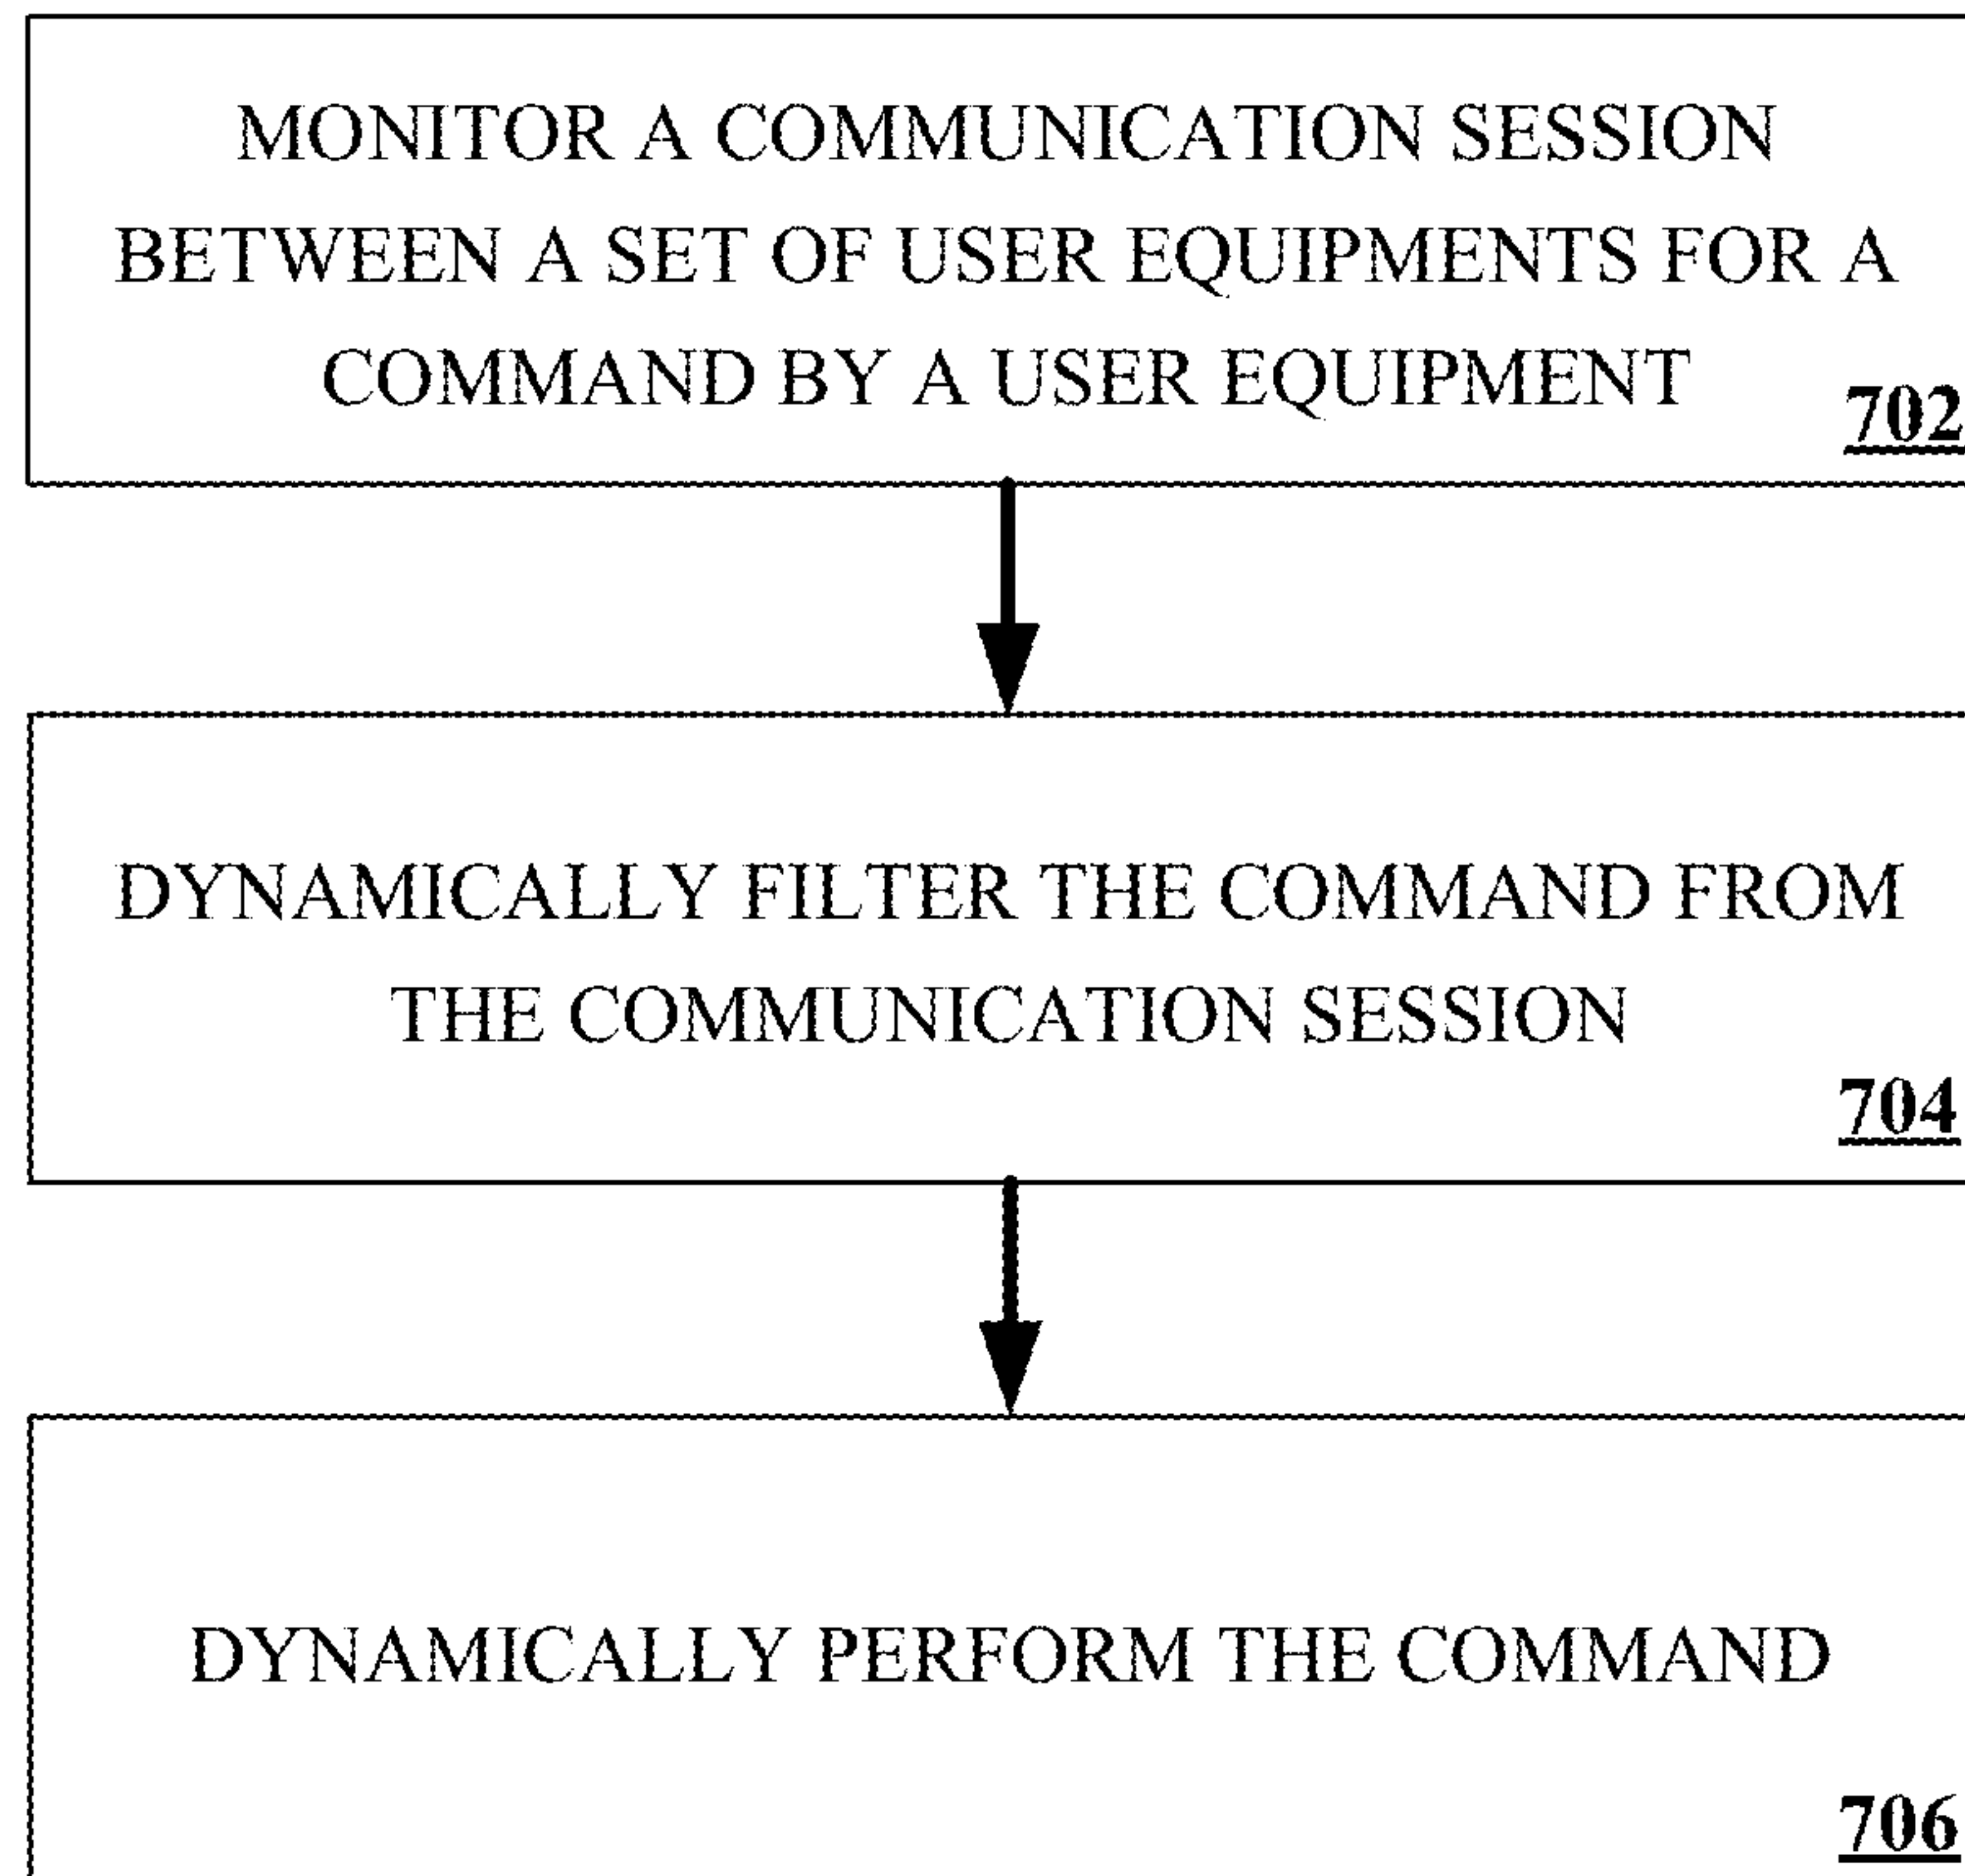 MONITOR A COMMUNICATION SESSION
BETWEEN A SET OF USER EQUIPMENTS FOR A
COMMAND BY A USER EQUIPMENT
702
DYNAMICALLY FILTER THE COMMAND FROM
THE COMMUNICATION SESSION
704
DYNAMICALLY PERFORM THE COMMAND
706